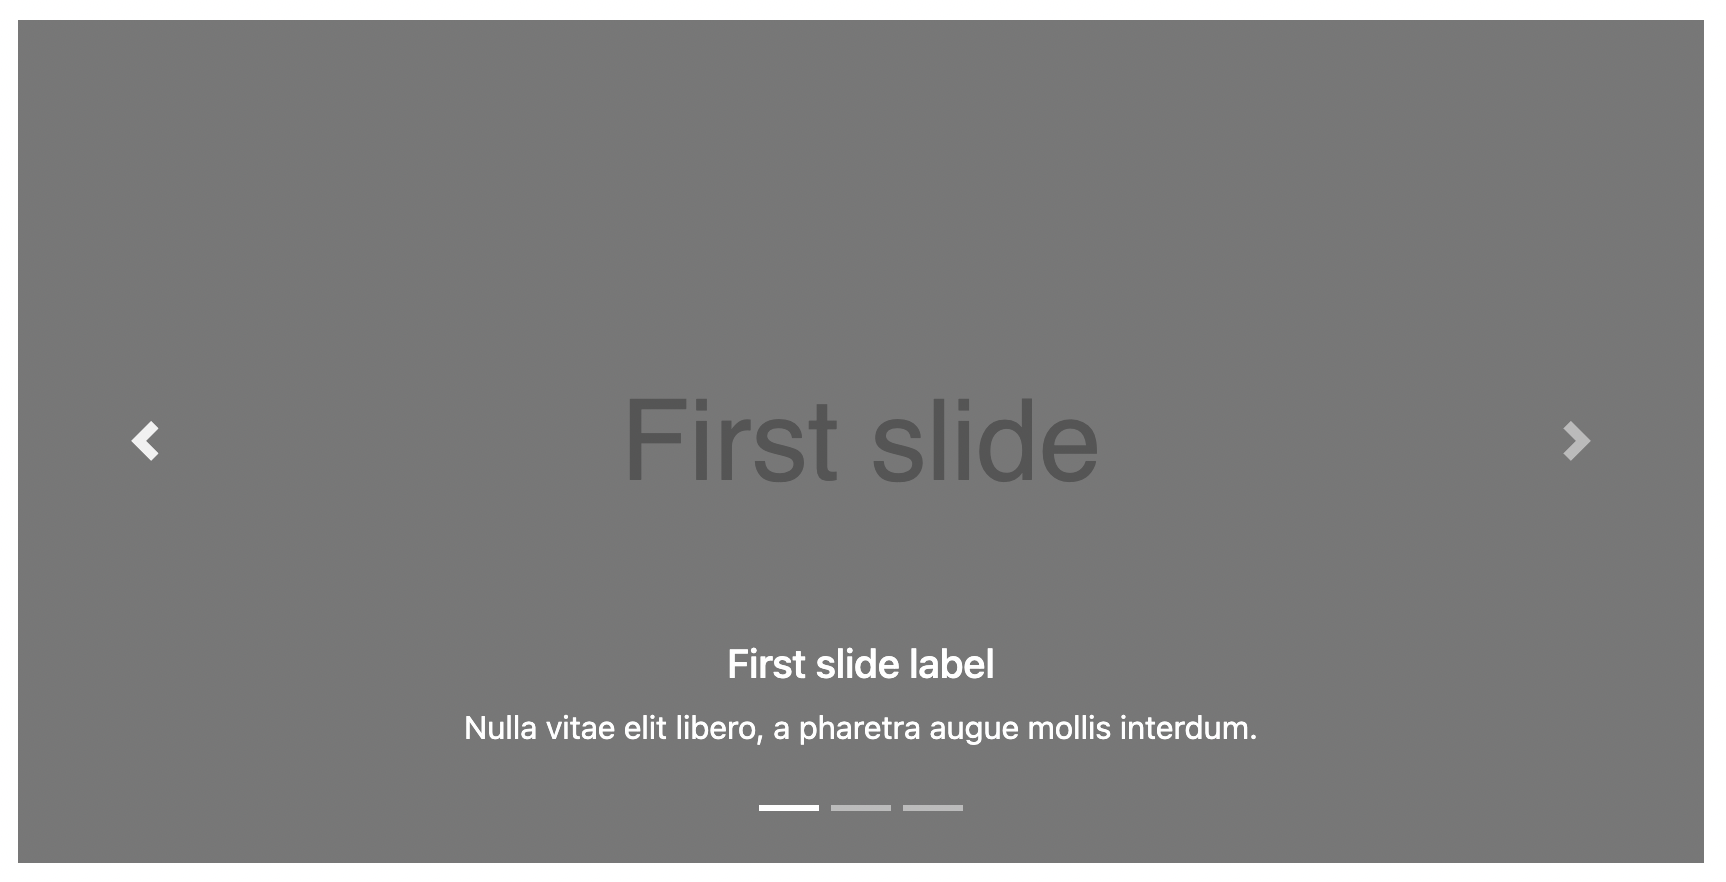 First slide
First slide label
Nulla vitae elit libero, a pharetra augue mollis interdum.